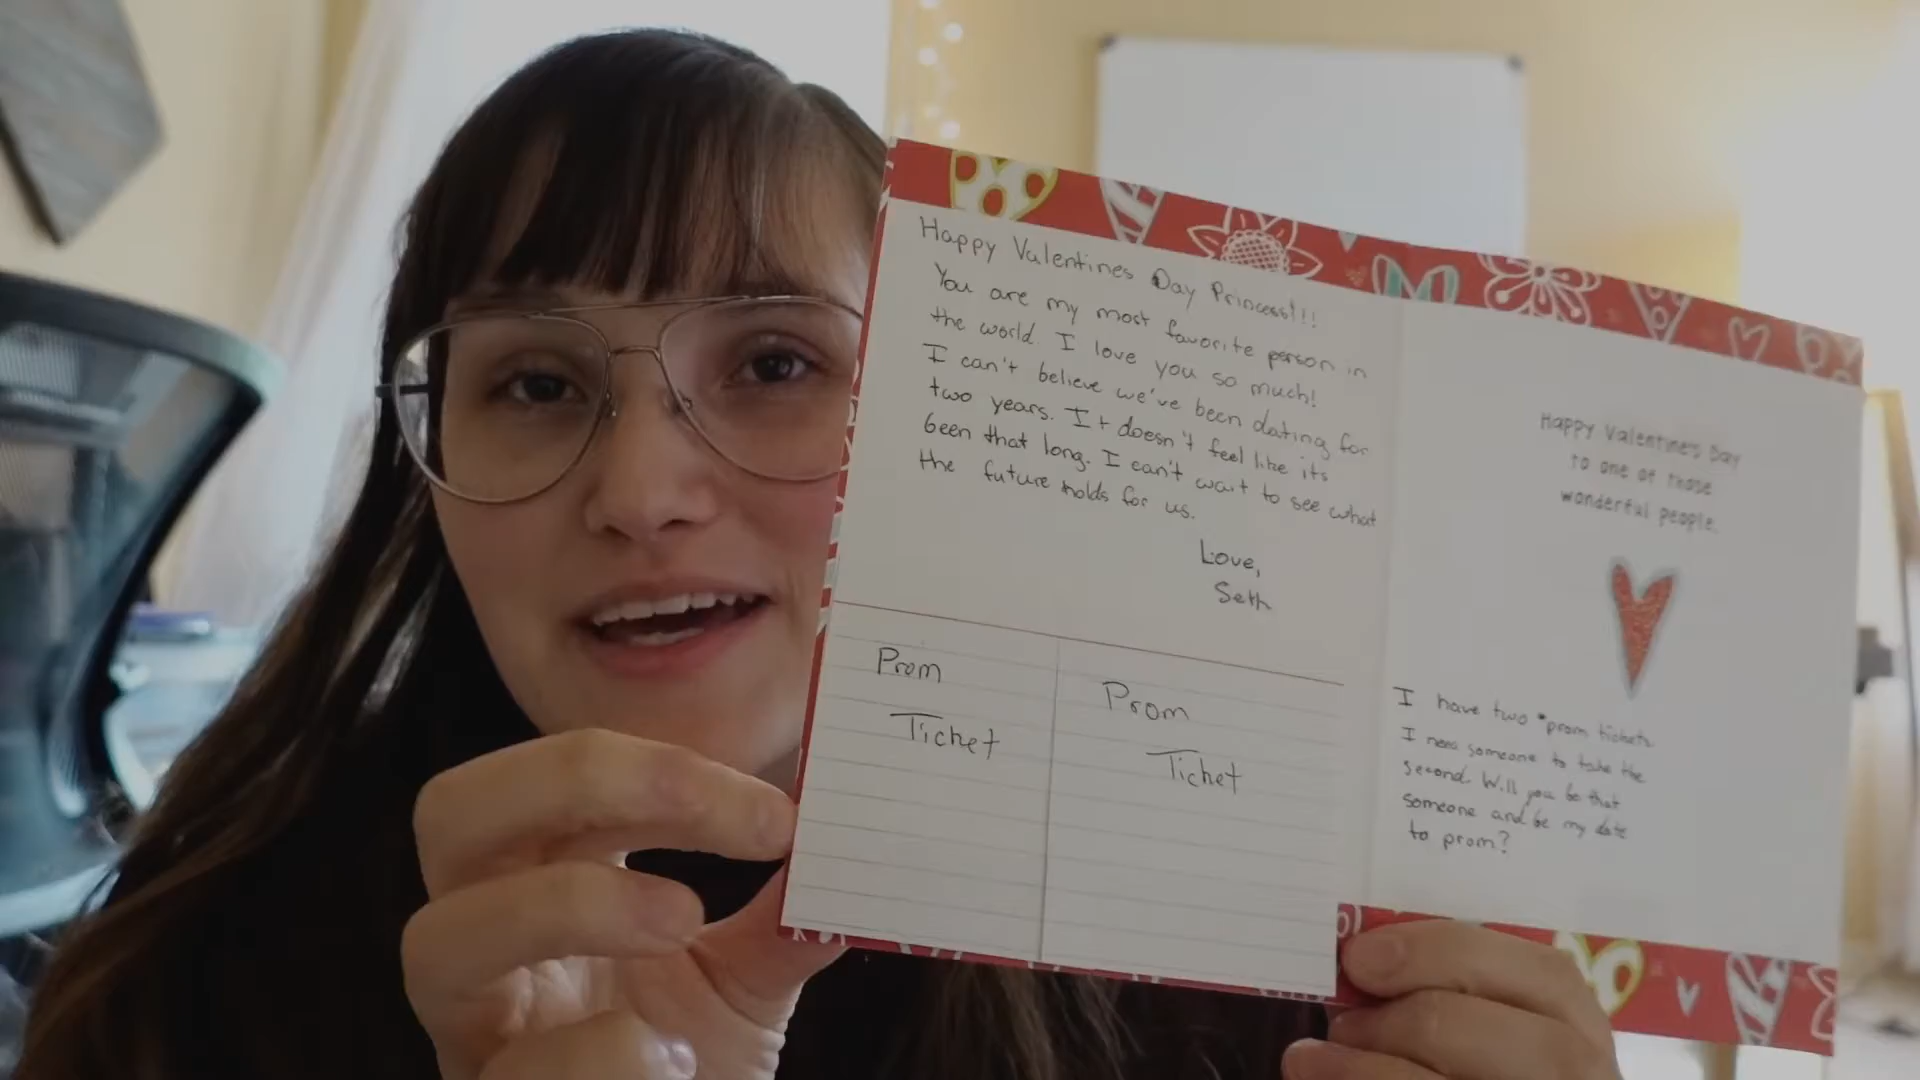 Happy Valentines Day Princess!!!
You are my most favorite person in
the world. I love you so much!
I can't believe we've been dating for
two years. It doesn't feel like its
been that long. I can't wait to see what
the future holds for us.
Love,
Seth
Prom
Ticket
Prom
Ticket
Happy Valentine's Day
to one of those
wonderful people.
I have two *prom tickets.
I need someone to take the
second. Will you be that
someone and be my date
to prom?